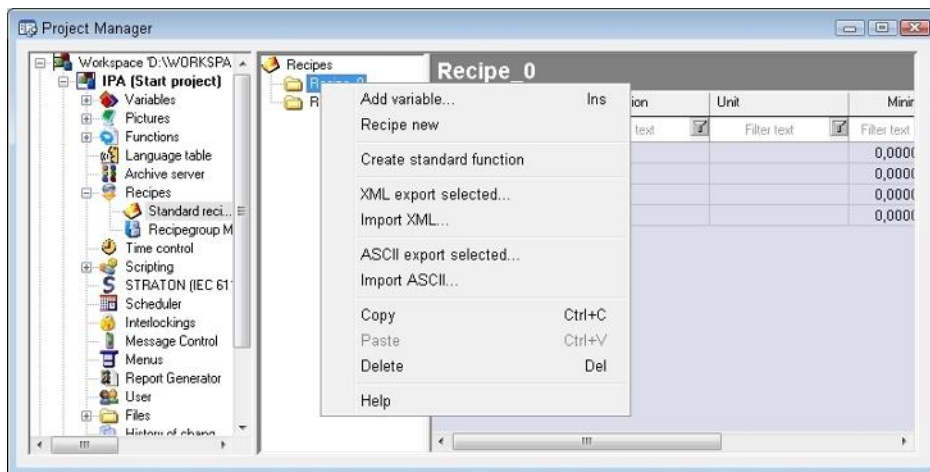 Project Manager
Workspace 'D:\WORKSPA
IPA (Start project)
Variables
Pictures
Functions
Language table
Archive server
Recipes
Standard reci...
Recipegroup M
Time control
Scripting
STRATON (IEC 61
Scheduler
Interlockings
Message Control
Menus
Report Generator
User
Files
History of chang
Recipes
R
Add variable... Ins
Recipe new
Create standard function
XML export selected...
Import XML...
ASCII export selected...
Import ASCII...
Copy Ctrl+C
Paste Ctrl+V
Delete Del
Help
Recipe_0
ion Unit Minir
text Filter text Filter text
0,0000
0,0000
0,0000
0,0000